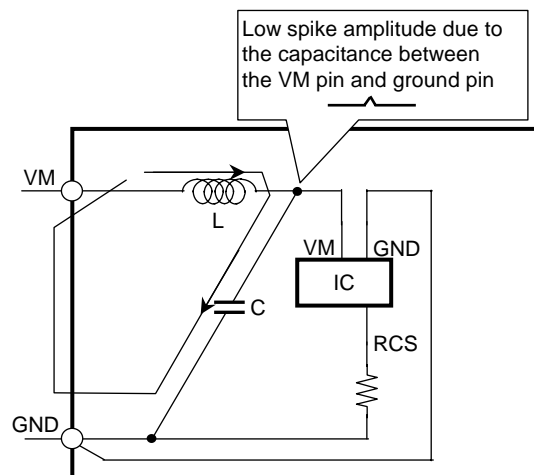 Low spike amplitude due to
the capacitance between
the VM pin and ground pin
VM
L
VM
GND
IC
C
RCS
GND